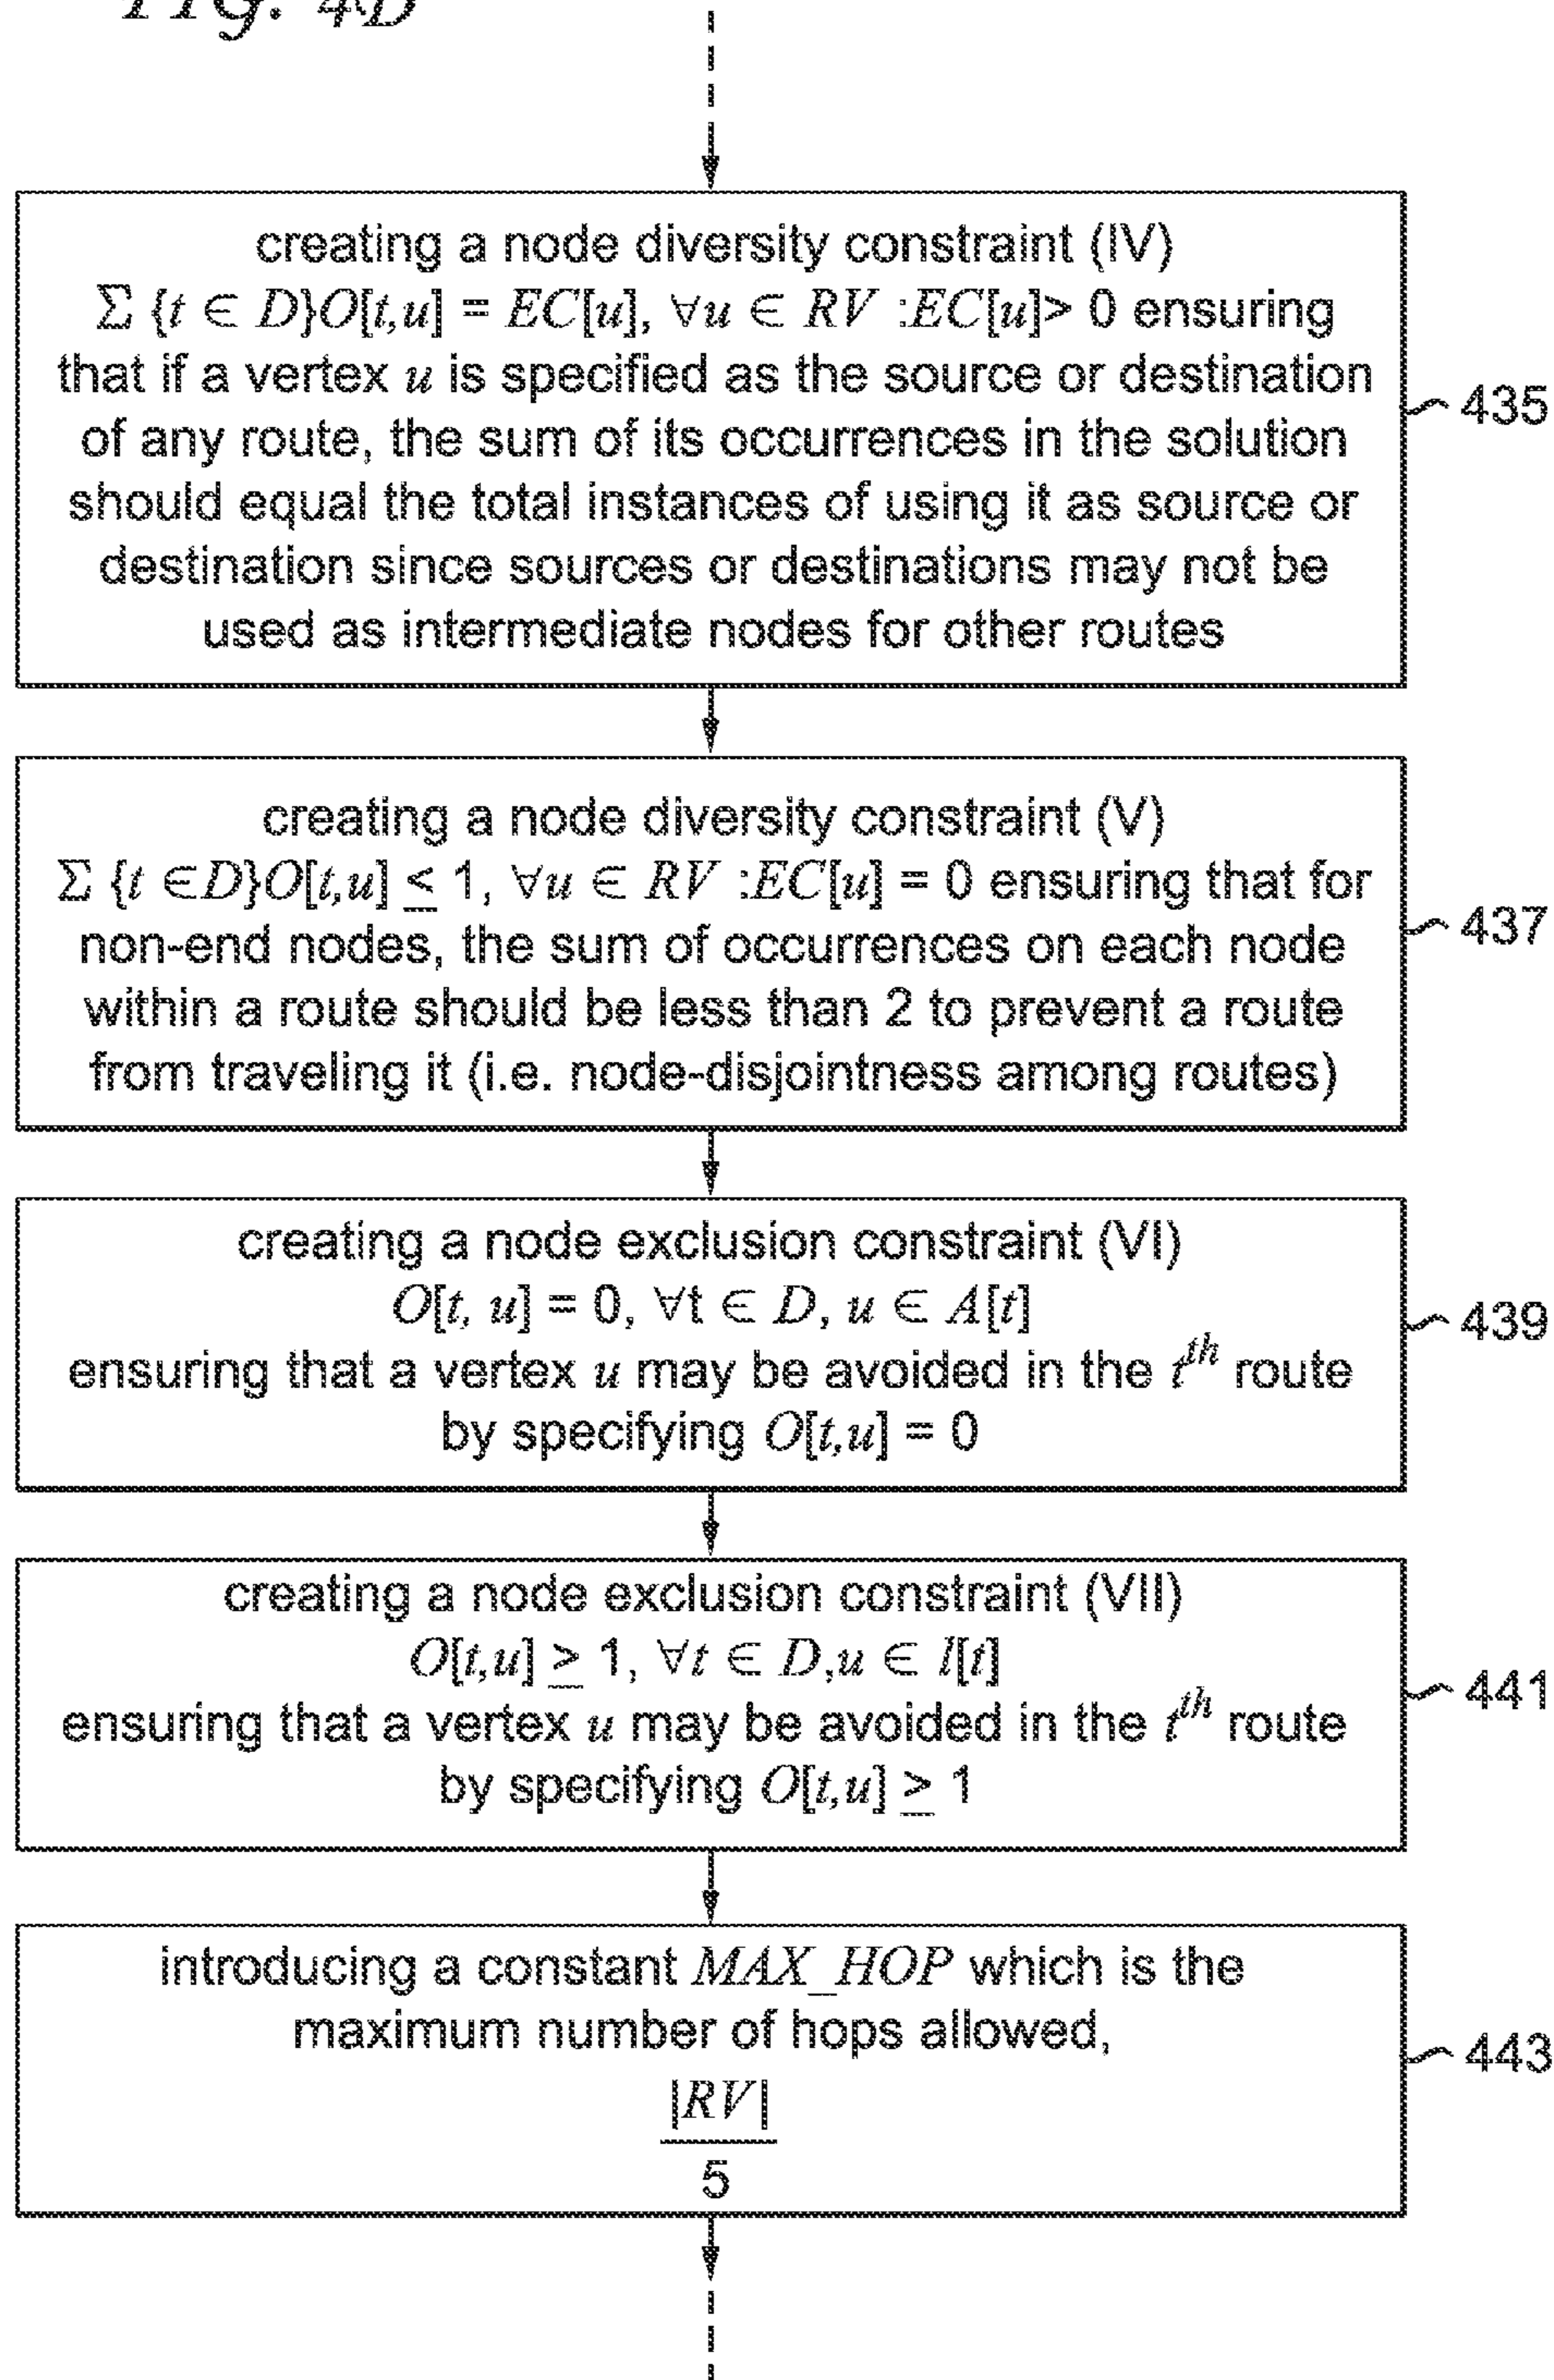 FIG. 4D
creating a node diversity constraint (IV)
Σ {t ∈ D}O[t,u] = EC[u], ∀u ∈ RV :EC[u]> 0 ensuring
that if a vertex u is specified as the source or destination
of any route, the sum of its occurrences in the solution
should equal the total instances of using it as source or
destination since sources or destinations may not be
used as intermediate nodes for other routes
435
creating a node diversity constraint (V)
Σ {t ∈D}O[t,u] ≤ 1, ∀u ∈ RV :EC[u] = 0 ensuring that for
non-end nodes, the sum of occurrences on each node
within a route should be less than 2 to prevent a route
from traveling it (i.e. node-disjointness among routes)
437
creating a node exclusion constraint (VI)
O[t, u] = 0, ∀t ∈ D, u ∈ A[t]
ensuring that a vertex u may be avoided in the tth route
by specifying O[t,u] = 0
439
creating a node exclusion constraint (VII)
O[t,u] ≥ 1, ∀t ∈ D,u ∈ l[t]
ensuring that a vertex u may be avoided in the tth route
by specifying O[t,u] ≥ 1
441
introducing a constant MAX_HOP which is the
maximum number of hops allowed,
|RV|
5
443